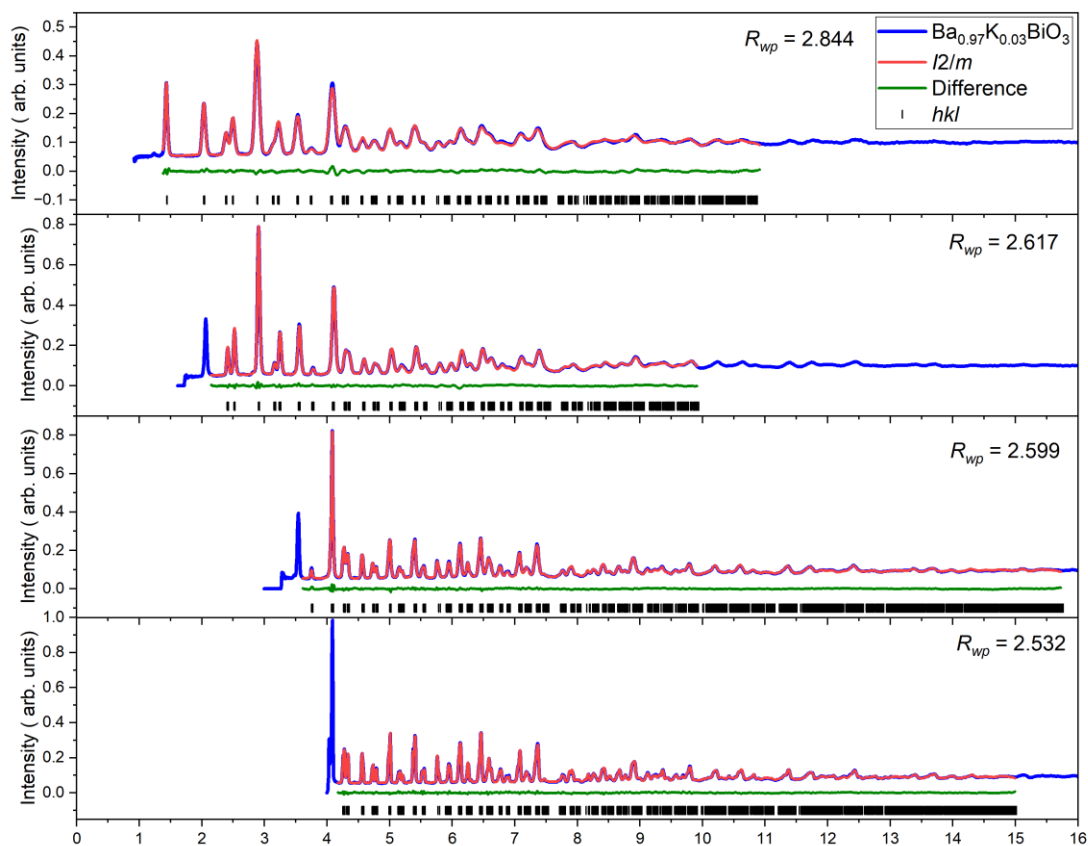 0.5
0.4
0.3
0.2
0.1
0.0
−0.1
Intensity ( arb. units)
R_wp = 2.844
Ba₀.₉₇K₀.₀₃BiO₃
I2/m
Difference
hkl
0.8
0.6
0.4
0.2
0.0
Intensity ( arb. units)
R_wp = 2.617
0.8
0.6
0.4
0.2
0.0
Intensity ( arb. units)
R_wp = 2.599
1.0
0.8
0.6
0.4
0.2
0.0
Intensity ( arb. units)
R_wp = 2.532
0 1 2 3 4 5 6 7 8 9 10 11 12 13 14 15 16